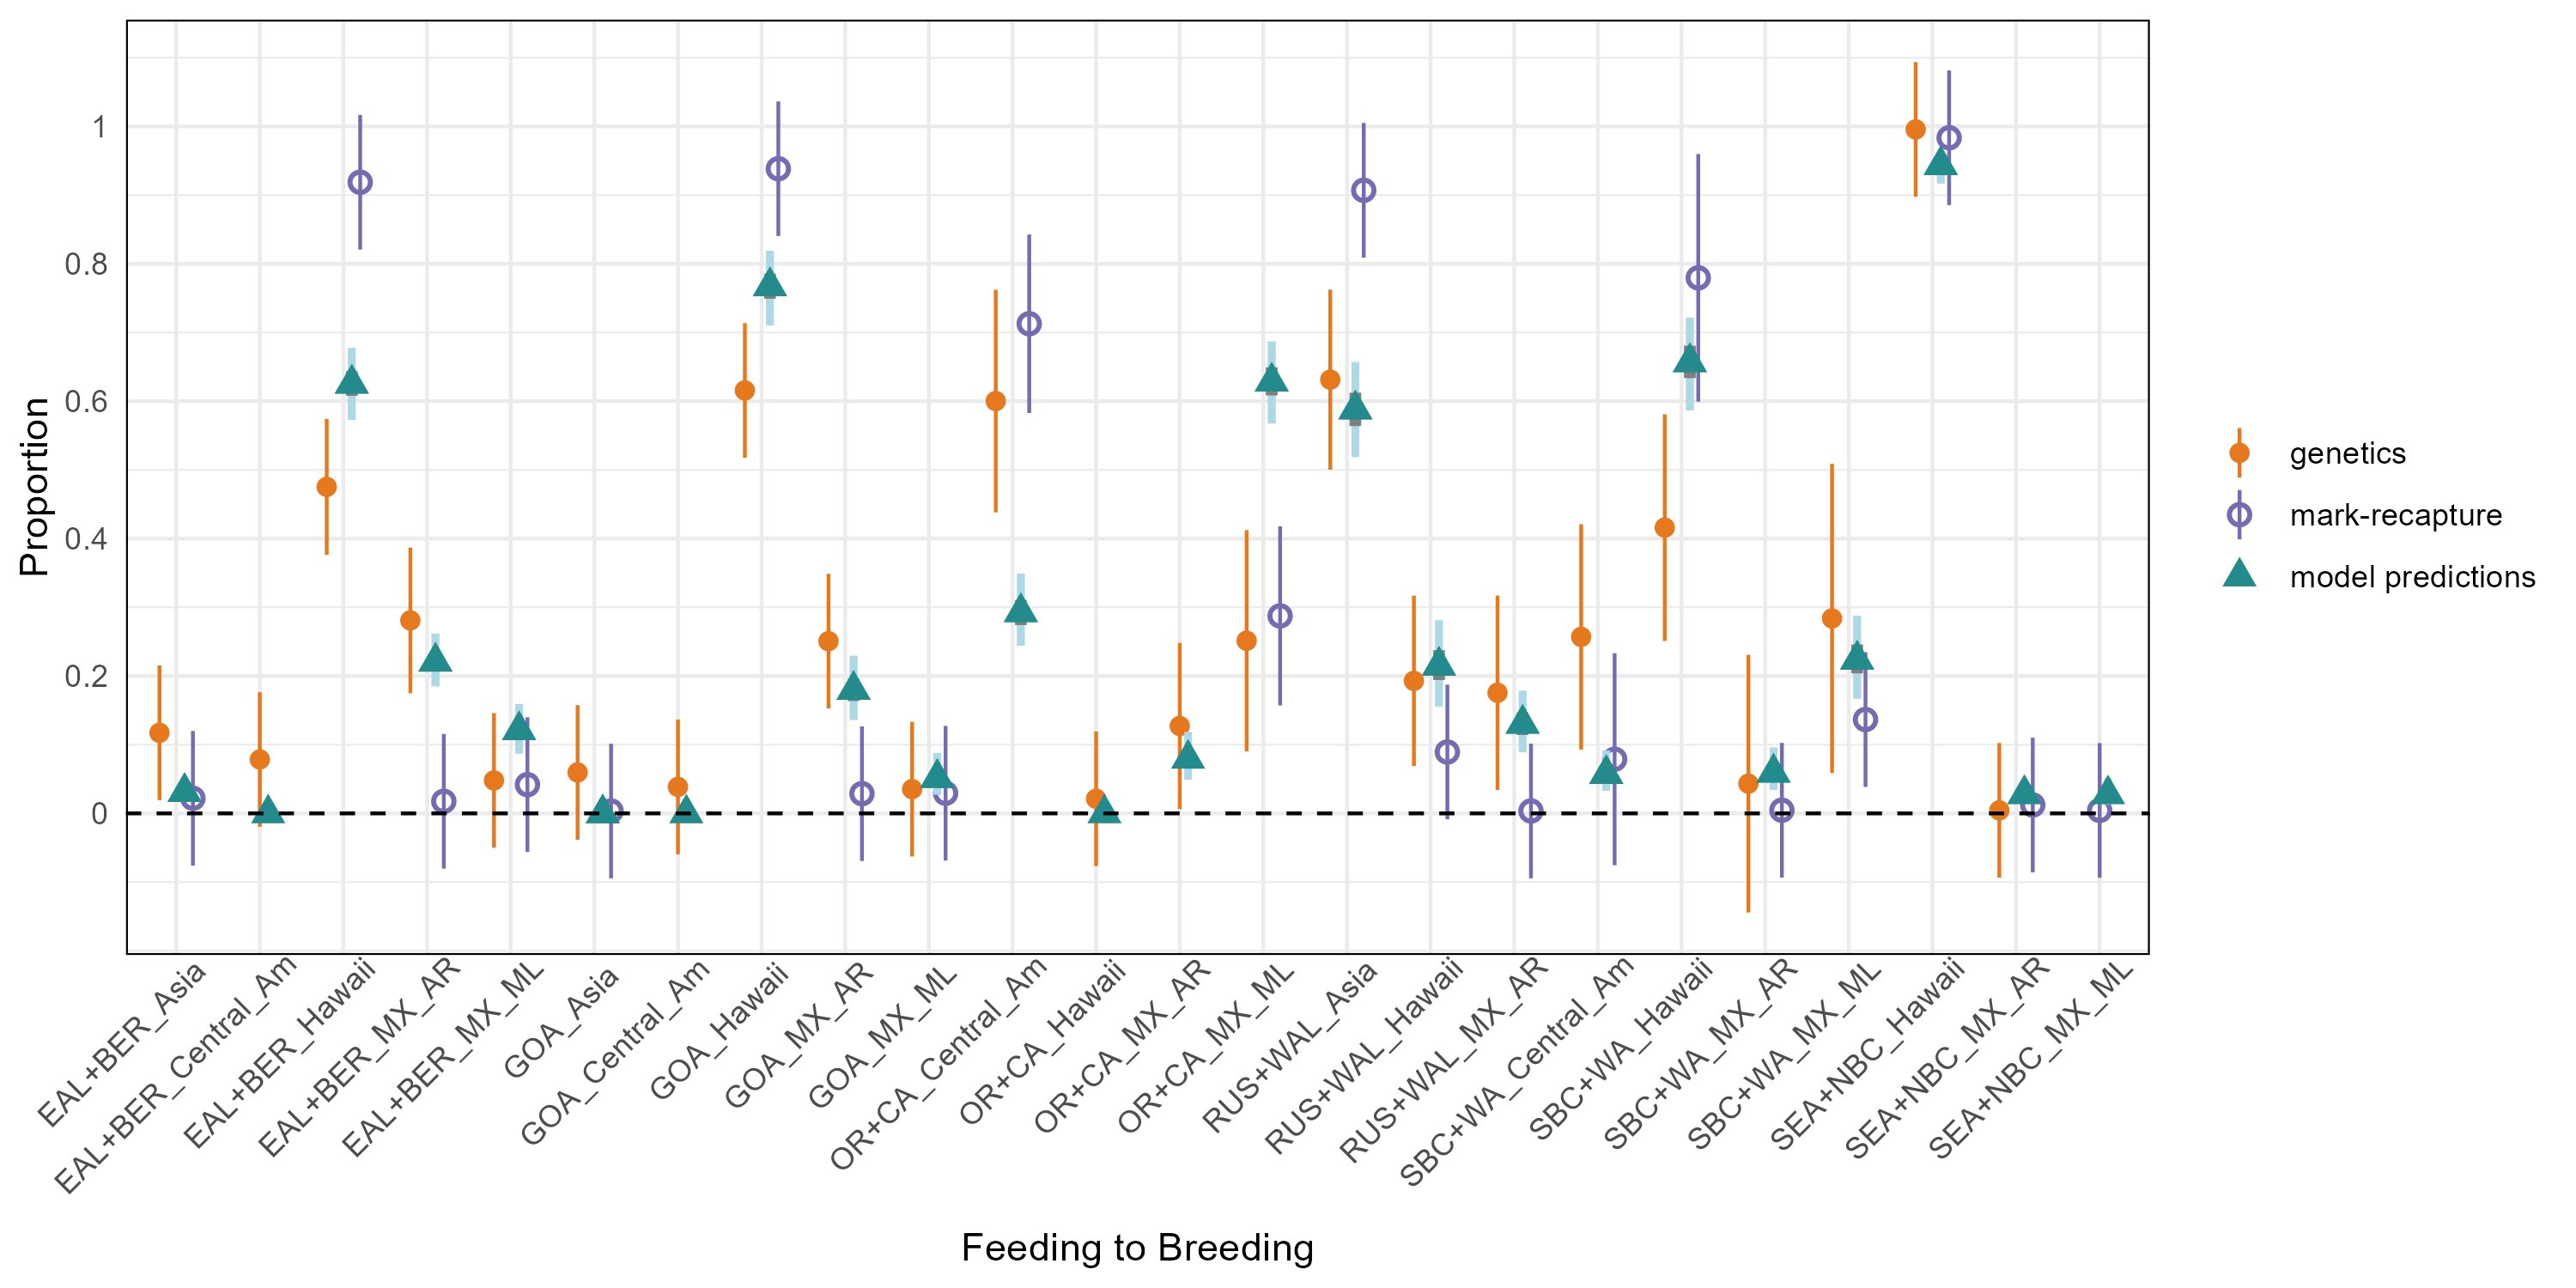 Proportion
1
0.8
0.6
0.4
0.2
0
EAL+BER_Asia
EAL+BER_Central_Am
EAL+BER_Hawaii
EAL+BER_MX_AR
EAL+BER_MX_ML
GOA_Asia
GOA_Central_Am
GOA_Hawaii
GOA_MX_AR
GOA_MX_ML
OR+CA_Central_Am
OR+CA_Hawaii
OR+CA_MX_AR
OR+CA_MX_ML
RUS+WAL_Asia
RUS+WAL_Hawaii
RUS+WAL_MX_AR
SBC+WA_Central_Am
SBC+WA_Hawaii
SBC+WA_MX_AR
SBC+WA_MX_ML
SEA+NBC_Hawaii
SEA+NBC_MX_AR
SEA+NBC_MX_ML
Feeding to Breeding
genetics
mark-recapture
model predictions